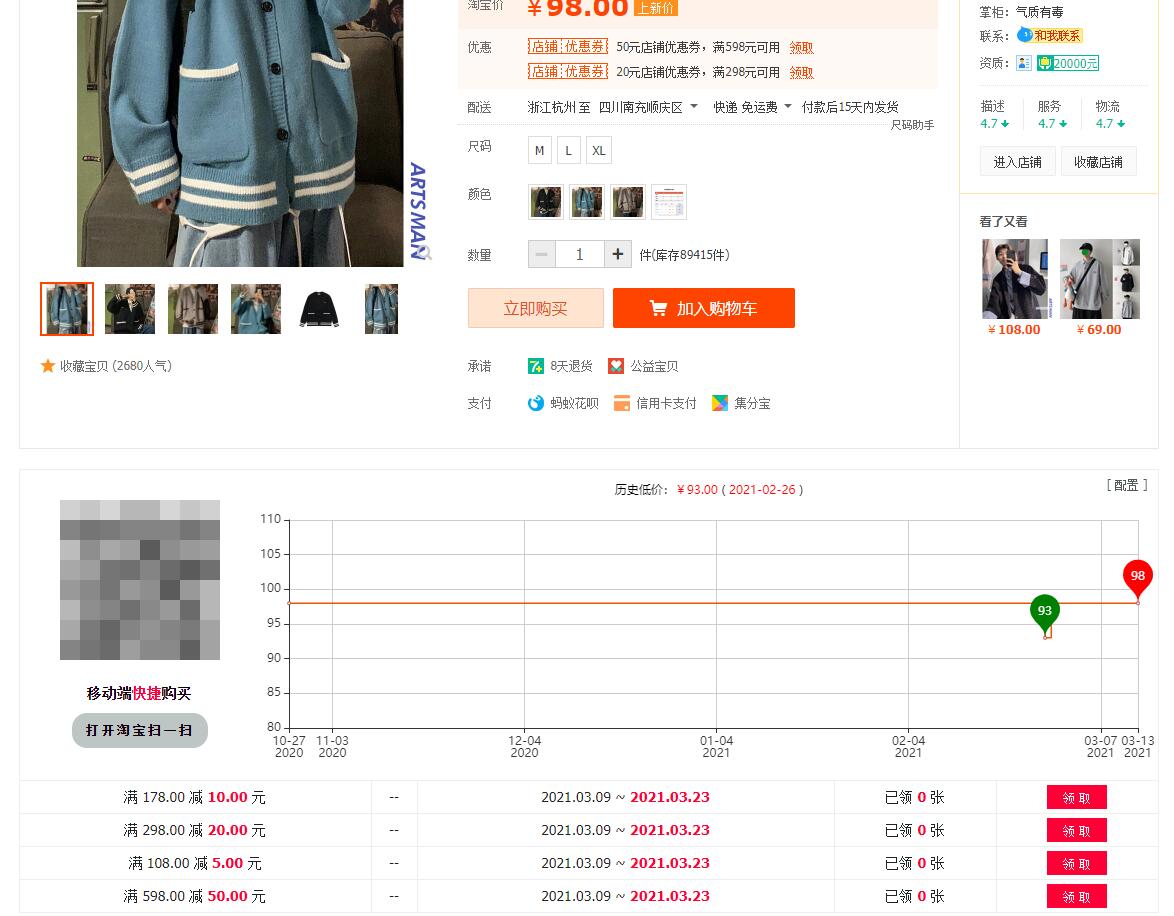 淘宝价 ¥98.00 上新价
优惠 店铺优惠券 50元店铺优惠券，满598元可用 领取
店铺优惠券 20元店铺优惠券，满298元可用 领取
配送 浙江杭州 至 四川南充顺庆区 快递 免运费 付款后15天内发货
尺码助手
尺码 M L XL
颜色
数量 － 1 + 件(库存89415件)
立即购买 加入购物车
承诺 7+ 8天退货 公益宝贝
支付 蚂蚁花呗 信用卡支付 集分宝
ARTSMAN
收藏宝贝 (2680人气)
掌柜： 气质有毒
联系： 和我联系
资质： 20000元
描述 服务 物流
4.7 4.7 4.7
进入店铺 收藏店铺
看了又看
¥108.00 ¥69.00
历史低价： ¥93.00 ( 2021-02-26 )
[ 配置 ]
移动端快捷购买
打开淘宝扫一扫
110
105
100
95
90
85
80
98
93
10-27 11-03 12-04 01-04 02-04 03-07 03-13
2020 2020 2020 2021 2021 2021 2021
满 178.00 减 10.00 元 -- 2021.03.09 ~ 2021.03.23 已领 0 张 领 取
满 298.00 减 20.00 元 -- 2021.03.09 ~ 2021.03.23 已领 0 张 领 取
满 108.00 减 5.00 元 -- 2021.03.09 ~ 2021.03.23 已领 0 张 领 取
满 598.00 减 50.00 元 -- 2021.03.09 ~ 2021.03.23 已领 0 张 领 取